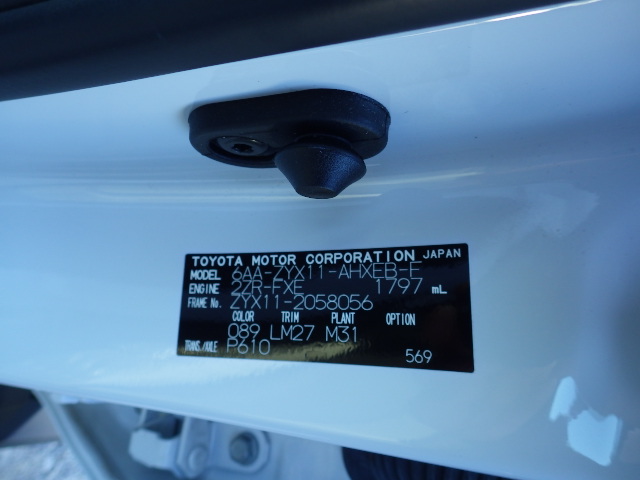 TOYOTA MOTOR CORPORATION JAPAN
MODEL 6AA-ZYX11-AHXEB-E
ENGINE 2ZR-FXE 1797 mL
FRAME No. ZYX11-2058056
COLOR TRIM PLANT OPTION
089 LM27 M31
TRANS./AXLE P610
569